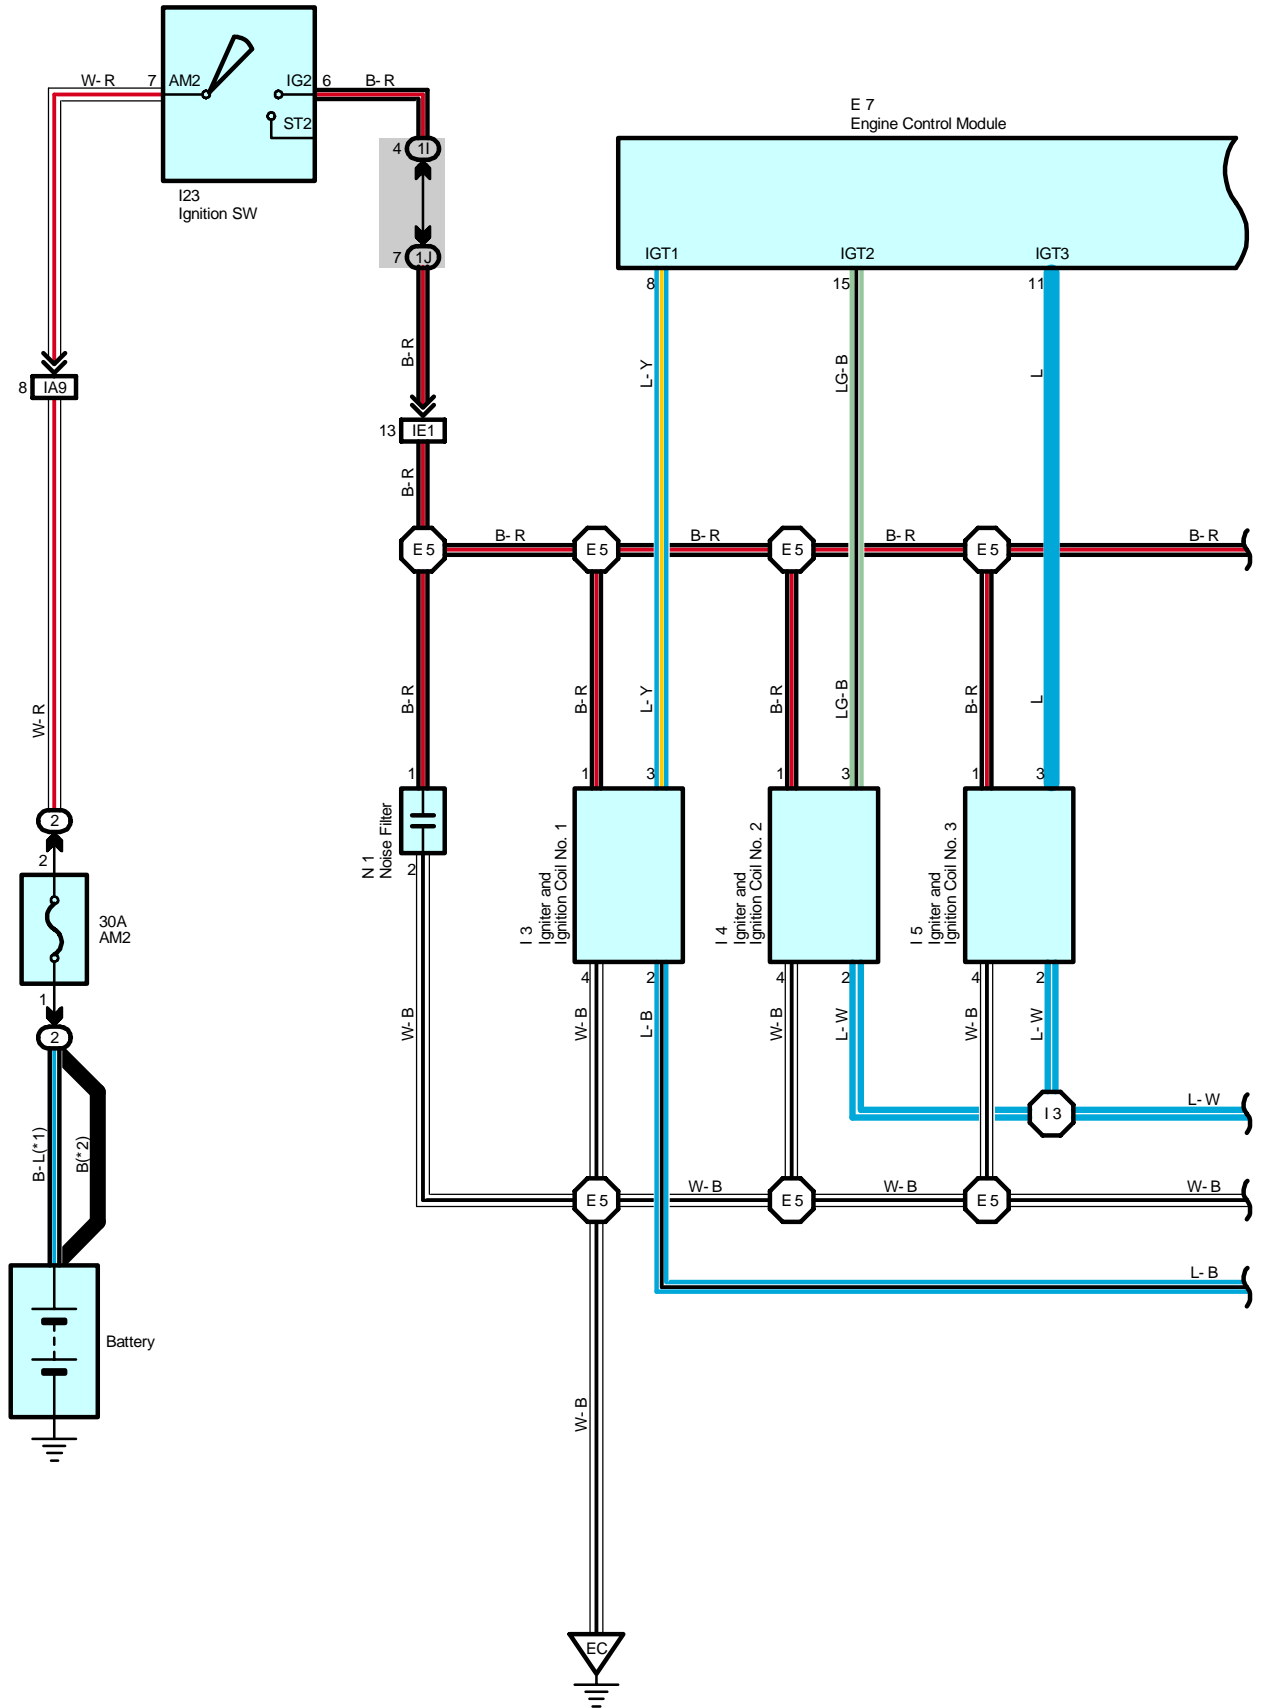 W-R 7 AM2 IG2 6 B-R
ST2
I23
Ignition SW
4 1I
7 1J
E 7
Engine Control Module
IGT1 IGT2 IGT3
8 15 11
B-R
L-Y
LG-B
L
8 IA9
13 IE1
B-R
E 5 B-R E 5 B-R E 5 B-R E 5 B-R
W-R
B-R
B-R
L-Y
B-R
LG-B
B-R
L
1 1 3 1 3 1 3
2
2
30A
AM2
1
2
N 1
Noise Filter
2
I 3
Igniter and
Ignition Coil No. 1
I 4
Igniter and
Ignition Coil No. 2
I 5
Igniter and
Ignition Coil No. 3
4 2 4 2 4 2
W-B
W-B
L-B
W-B
L-W
W-B
L-W
B-L(*1)
B(*2)
I 3 L-W
E 5 W-B E 5 W-B E 5 W-B
L-B
Battery
W-B
EC